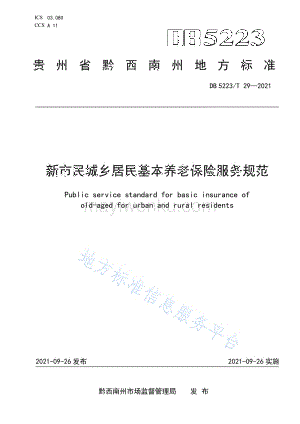 ICS 03.080
CCS A 11
DB5223
贵州省黔西南州地方标准
DB 5223/T 29—2021
新市民城乡居民基本养老保险服务规范
Public service standard for basic insurance of
old-aged for urban and rural residents
地方标准信息服务平台
2021-09-26 发布
2021-09-26 实施
黔西南州市场监督管理局 发 布